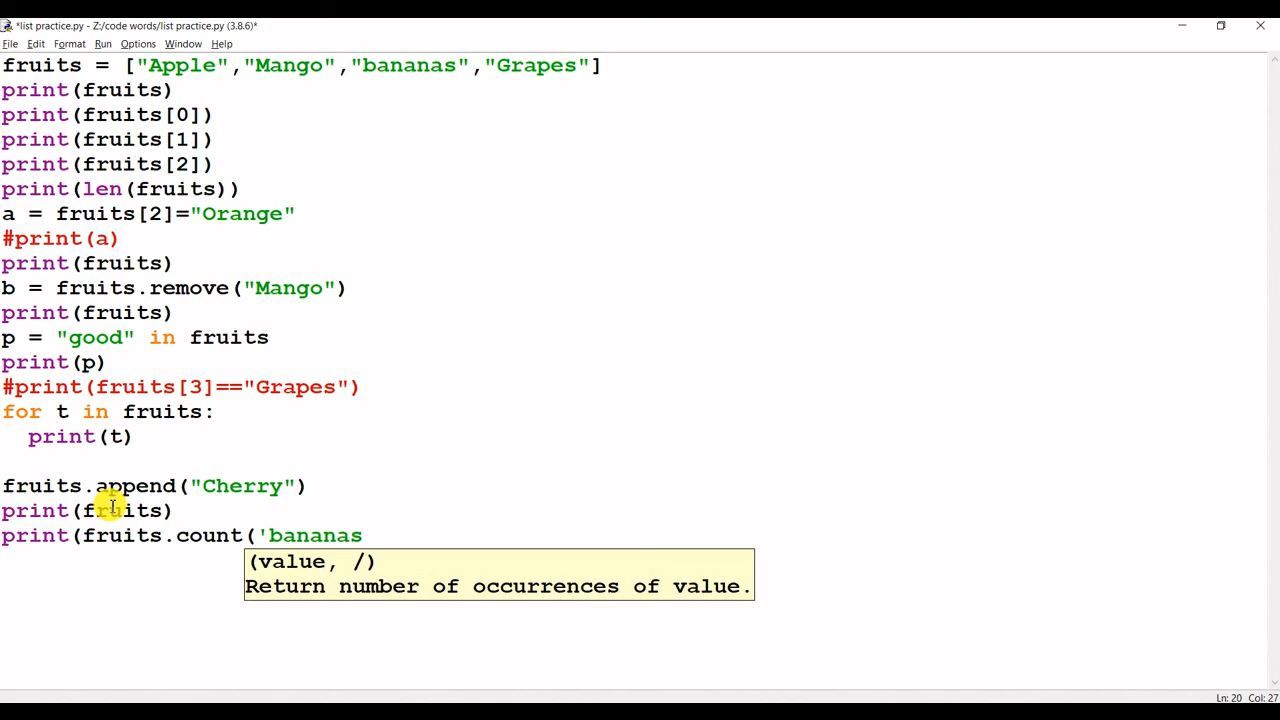 *list practice.py - Z:/code words/list practice.py (3.8.6)*
File Edit Format Run Options Window Help
fruits = ["Apple","Mango","bananas","Grapes"]
print(fruits)
print(fruits[0])
print(fruits[1])
print(fruits[2])
print(len(fruits))
a = fruits[2]="Orange"
#print(a)
print(fruits)
b = fruits.remove("Mango")
print(fruits)
p = "good" in fruits
print(p)
#print(fruits[3]=="Grapes")
for t in fruits:
  print(t)
fruits.append("Cherry")
print(fruits)
print(fruits.count('bananas
(value, /)
Return number of occurrences of value.
Ln: 20 Col: 27